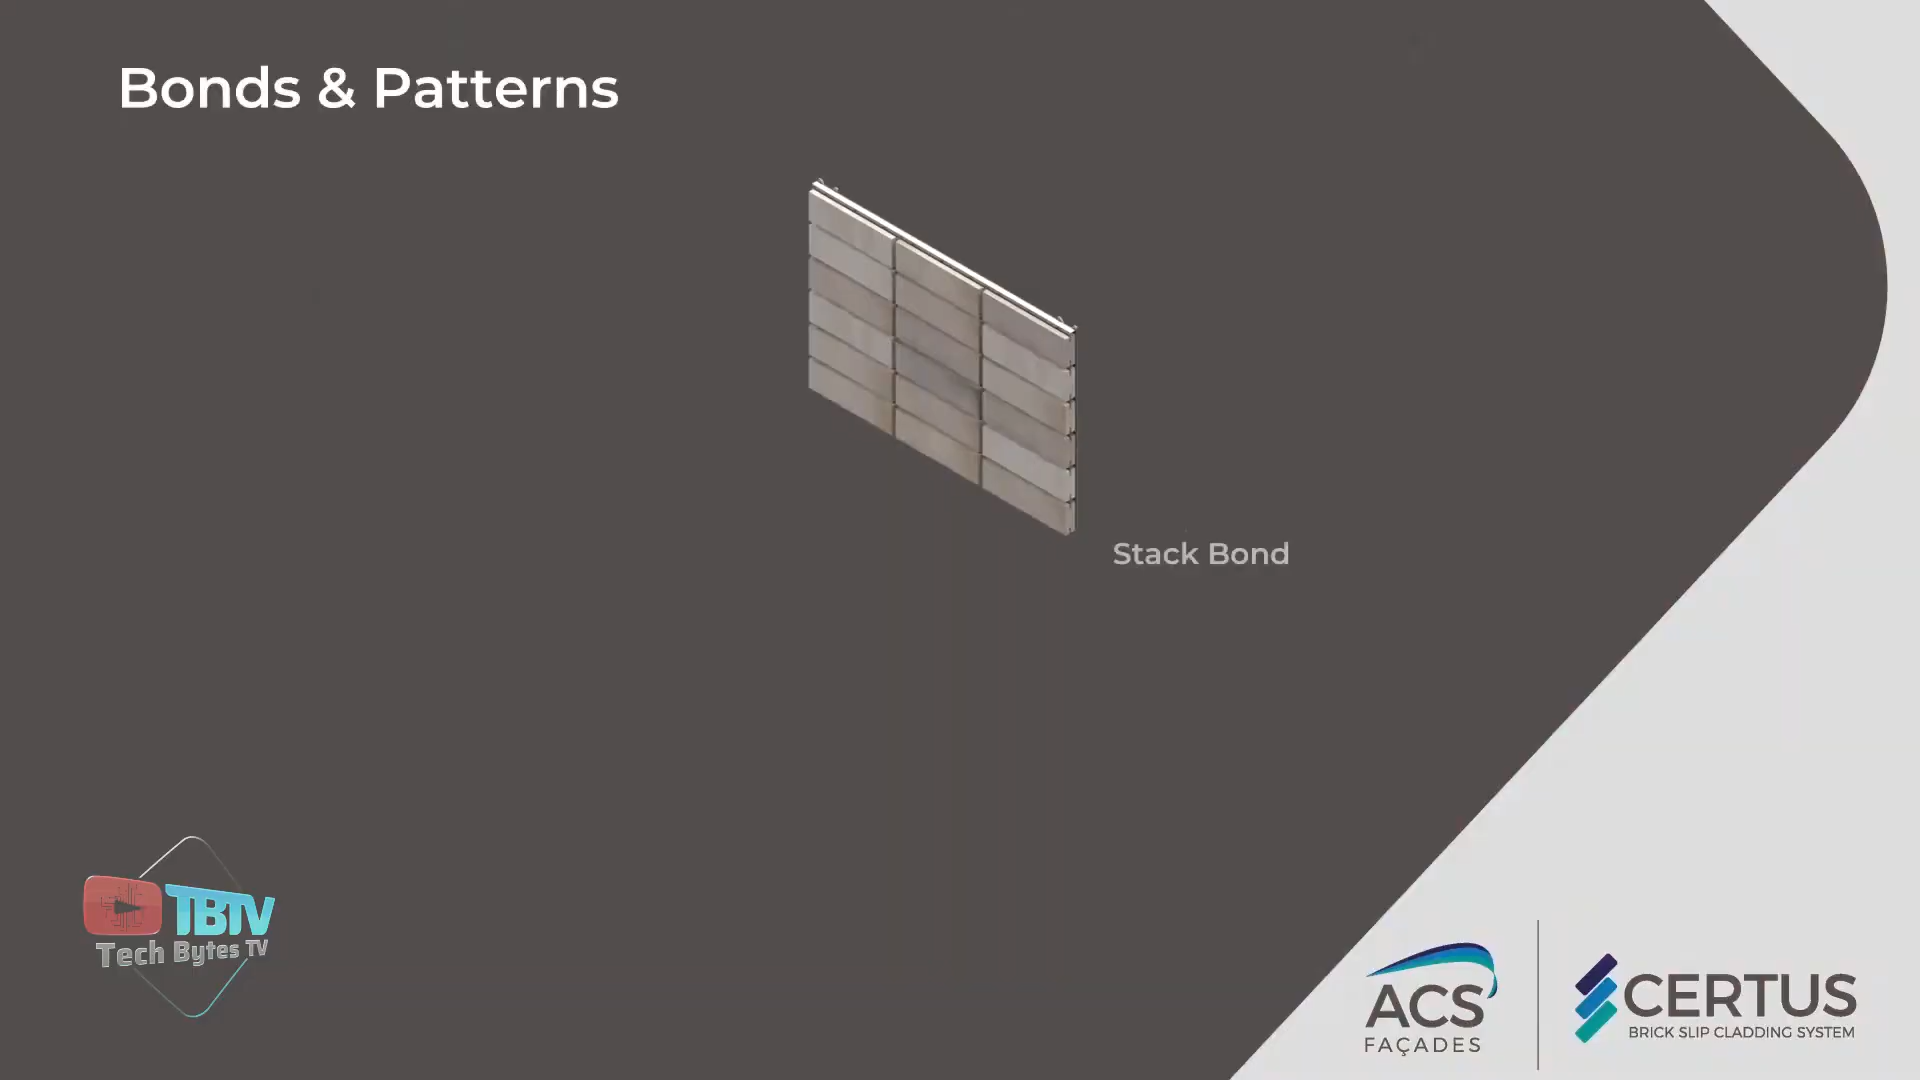 Bonds & Patterns
Stack Bond
TBTV
Tech Bytes TV
ACS
FAÇADES
CERTUS
BRICK SLIP CLADDING SYSTEM